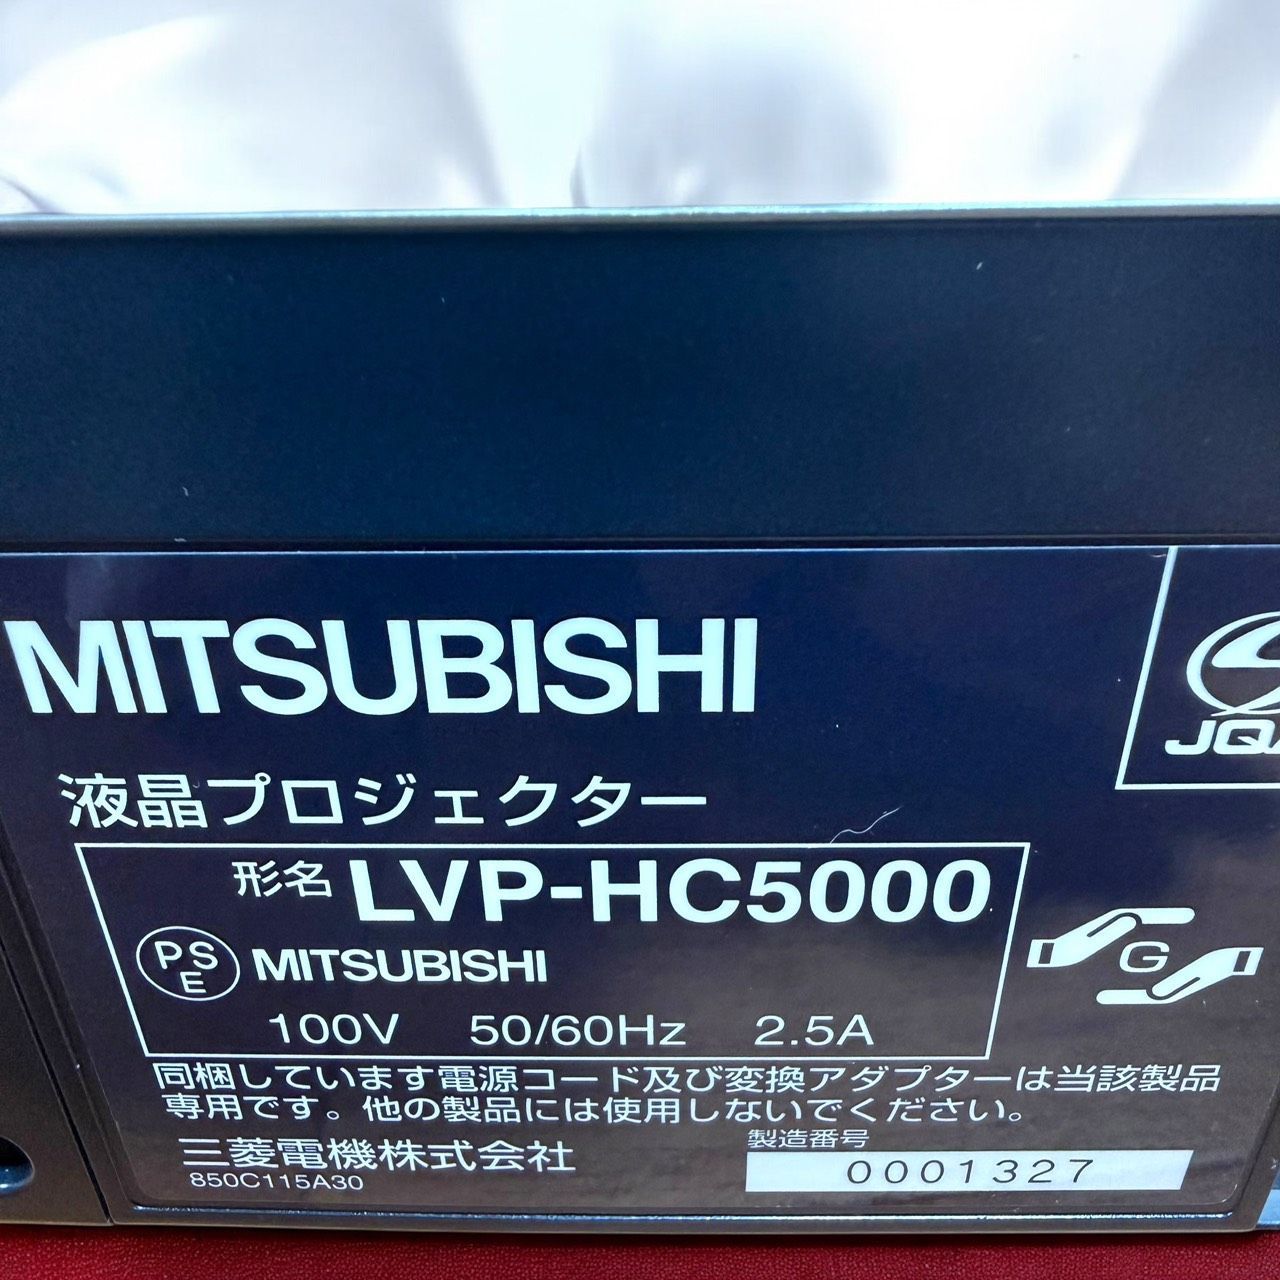 MITSUBISHI
液晶プロジェクター
形名 LVP-HC5000
PSE MITSUBISHI
100V 50/60Hz 2.5A
G
同梱しています電源コード及び変換アダプターは当該製品
専用です。他の製品には使用しないでください。
三菱電機株式会社
850C115A30
製造番号
0001327